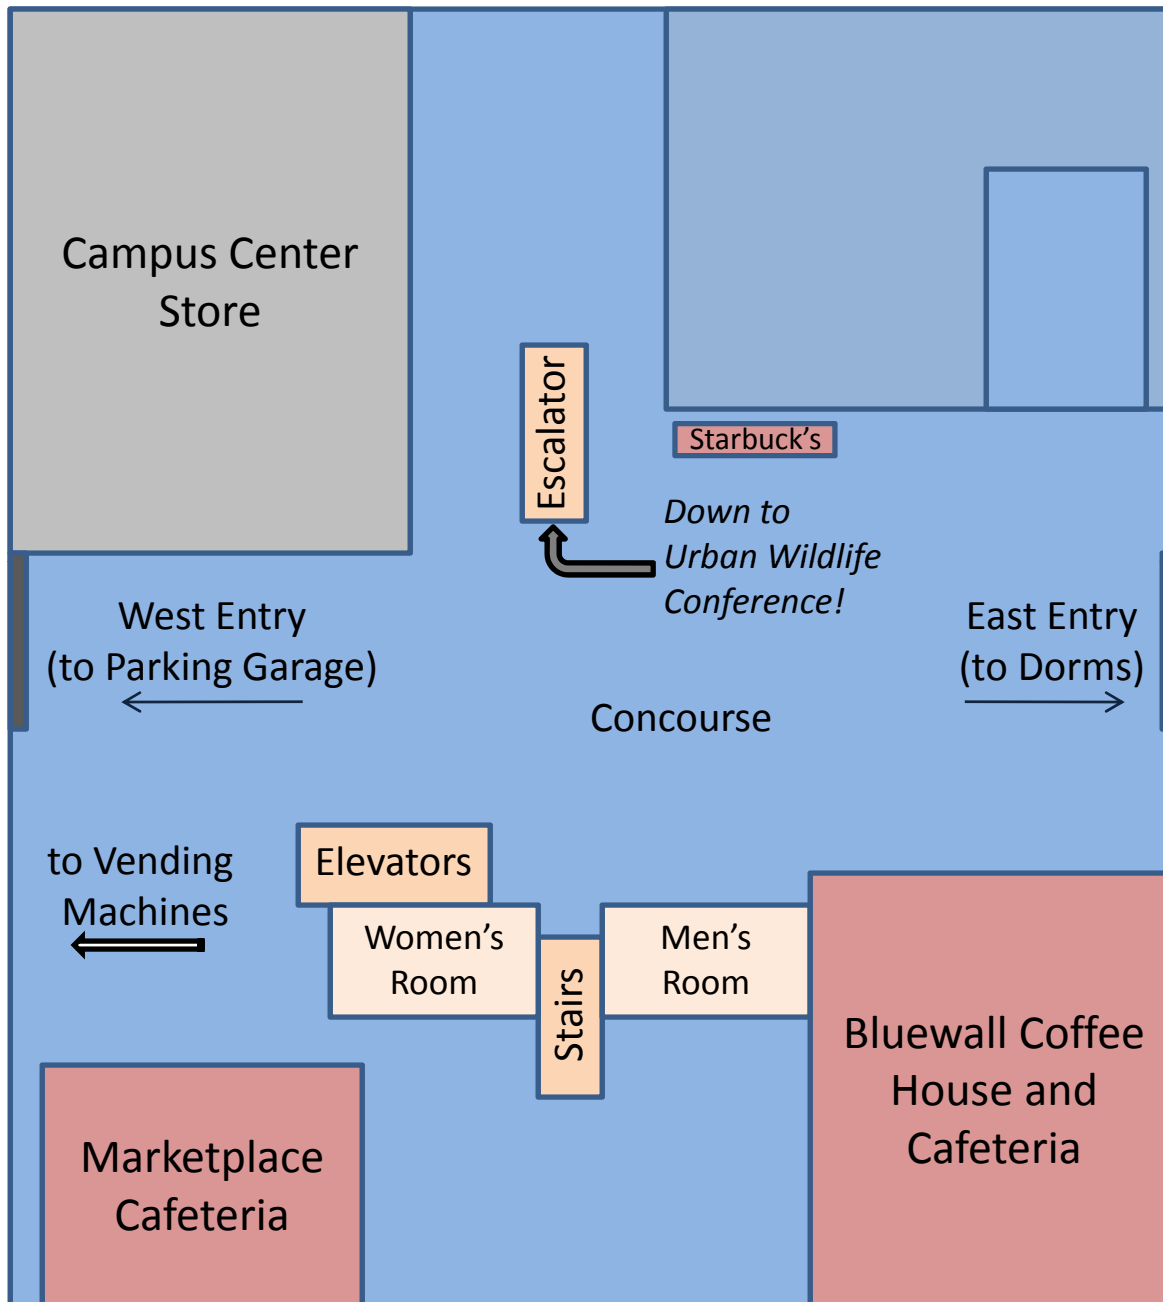 Campus Center
Store
Escalator
Starbuck's
Down to
Urban Wildlife
Conference!
West Entry
(to Parking Garage)
East Entry
(to Dorms)
Concourse
to Vending
Machines
Elevators
Women's
Room
Stairs
Men's
Room
Bluewall Coffee
House and
Cafeteria
Marketplace
Cafeteria